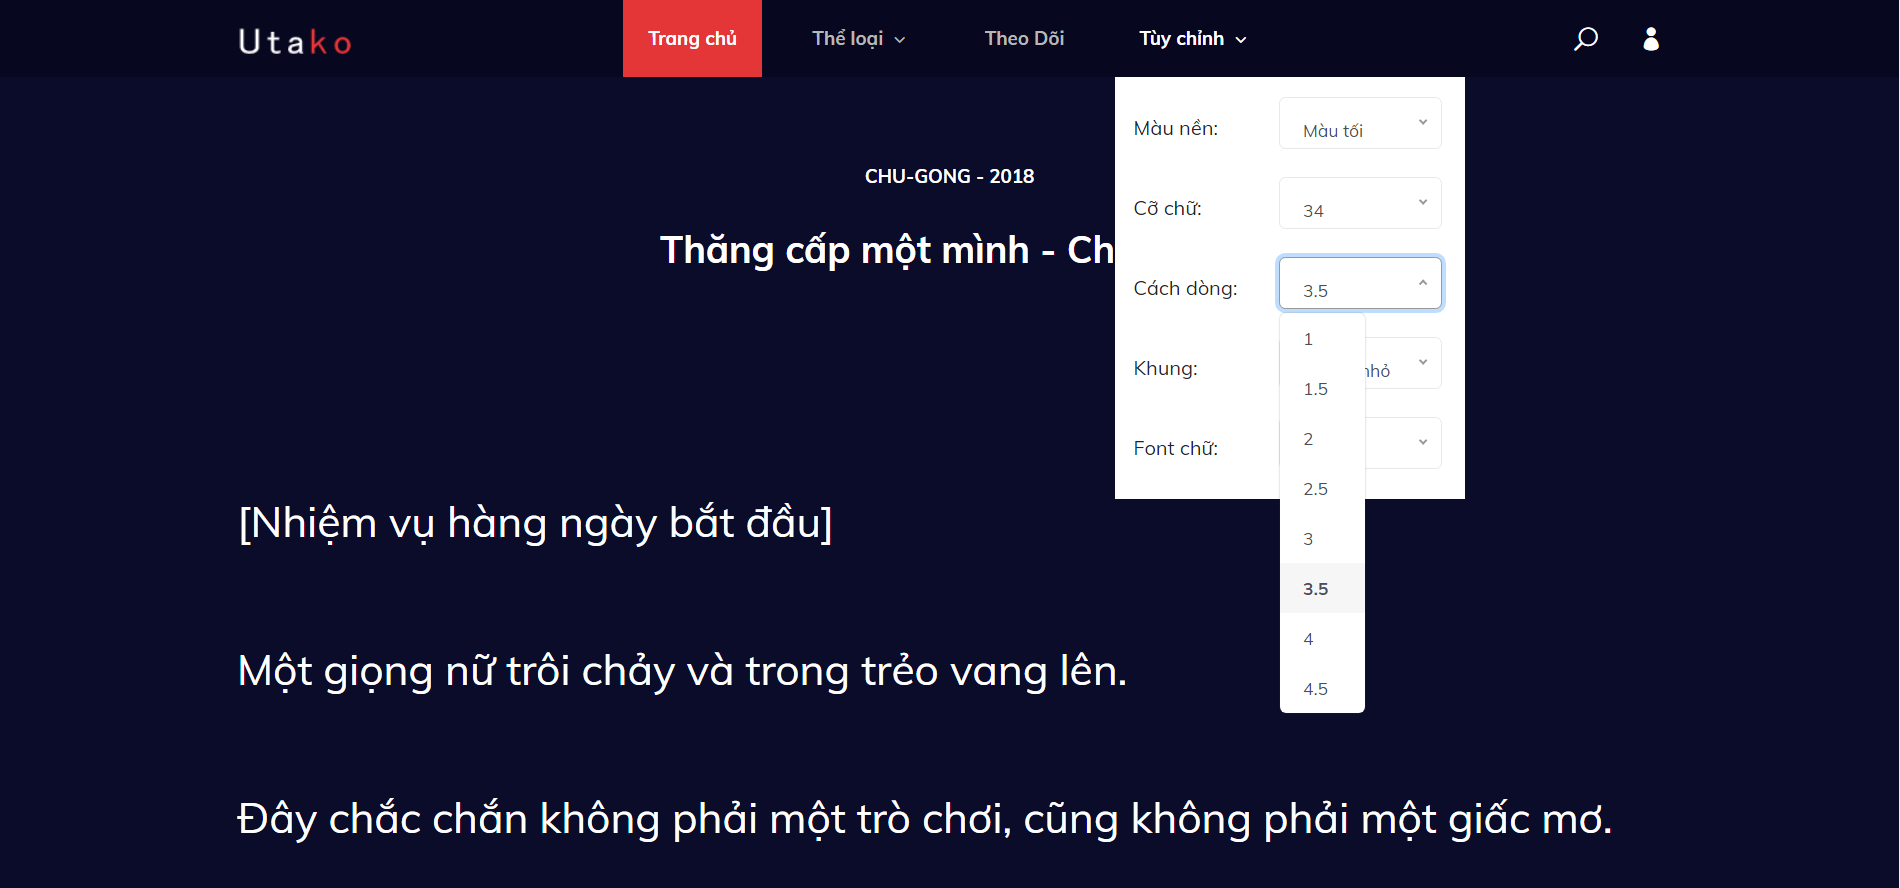 Utako
Trang chủ
Thể loại
Theo Dõi
Tùy chỉnh
CHU-GONG - 2018
Thăng cấp một mình - Ch
Màu nền:
Màu tối
Cỡ chữ:
34
Cách dòng:
3.5
1
1.5
2
2.5
3
3.5
4
4.5
Khung:
nhỏ
Font chữ:
[Nhiệm vụ hàng ngày bắt đầu]
Một giọng nữ trôi chảy và trong trẻo vang lên.
Đây chắc chắn không phải một trò chơi, cũng không phải một giấc mơ.